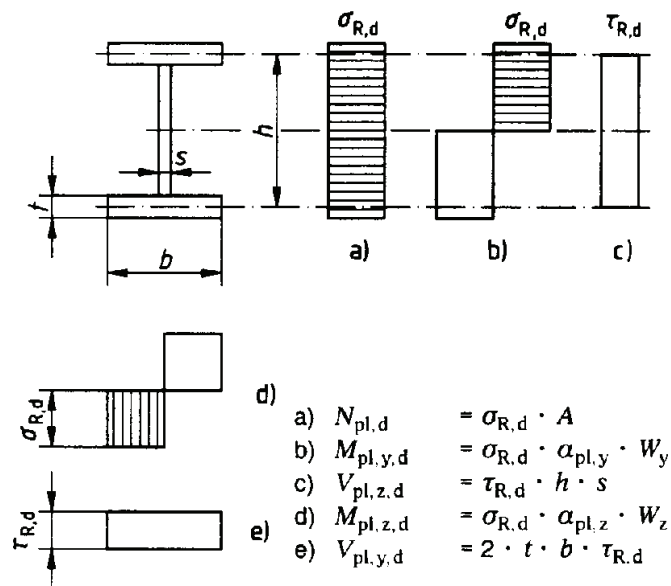 σR,d
σR,d
τR,d
h
s
t
b
a)
b)
c)
σR,d
d)
τR,d
e)
a) Npl,d = σR,d · A
b) Mpl,y,d = σR,d · αpl,y · Wy
c) Vpl,z,d = τR,d · h · s
d) Mpl,z,d = σR,d · αpl,z · Wz
e) Vpl,y,d = 2 · t · b · τR,d